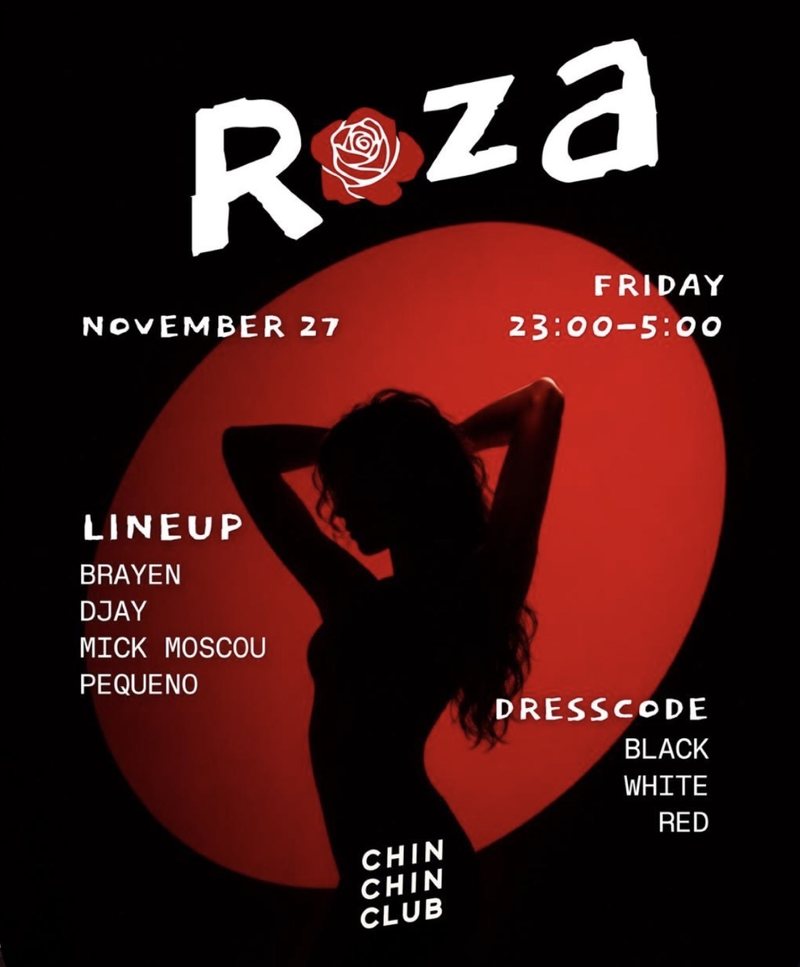 Roza
FRIDAY
NOVEMBER 27
23:00–5:00
LINEUP
BRAYEN
DJAY
MICK MOSCOU
PEQUENO
DRESSCODE
BLACK
WHITE
RED
CHIN
CHIN
CLUB